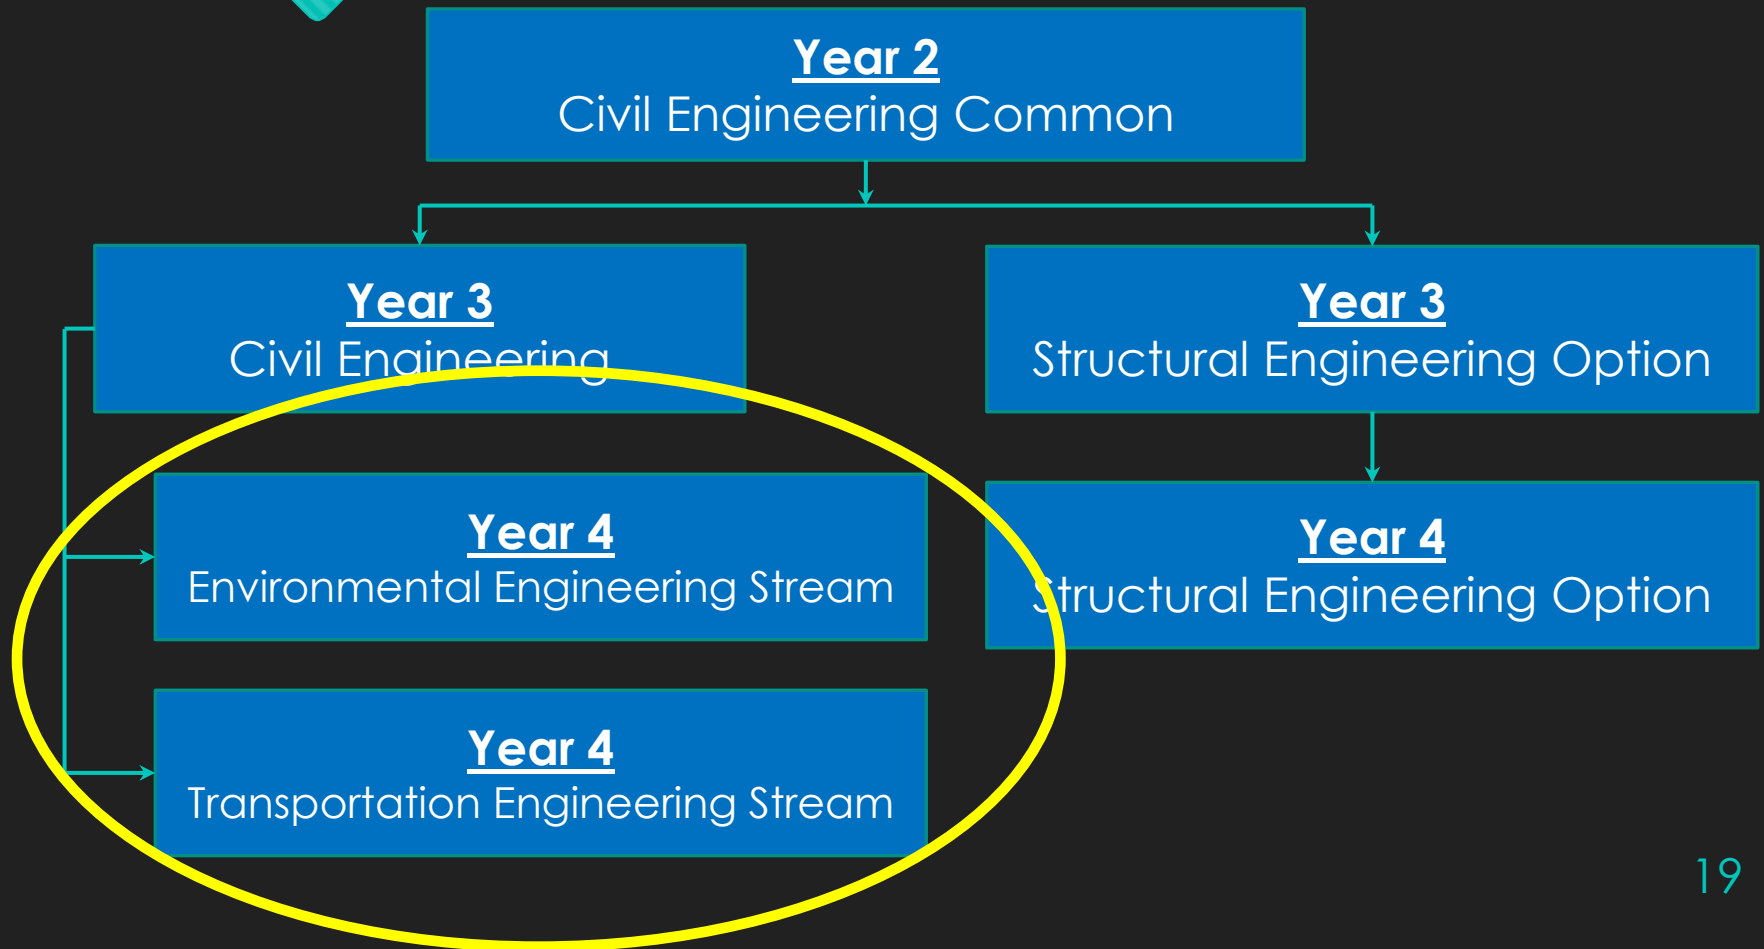 Year 2
Civil Engineering Common
Year 3
Civil Engineering
Year 3
Structural Engineering Option
Year 4
Environmental Engineering Stream
Year 4
Structural Engineering Option
Year 4
Transportation Engineering Stream
19